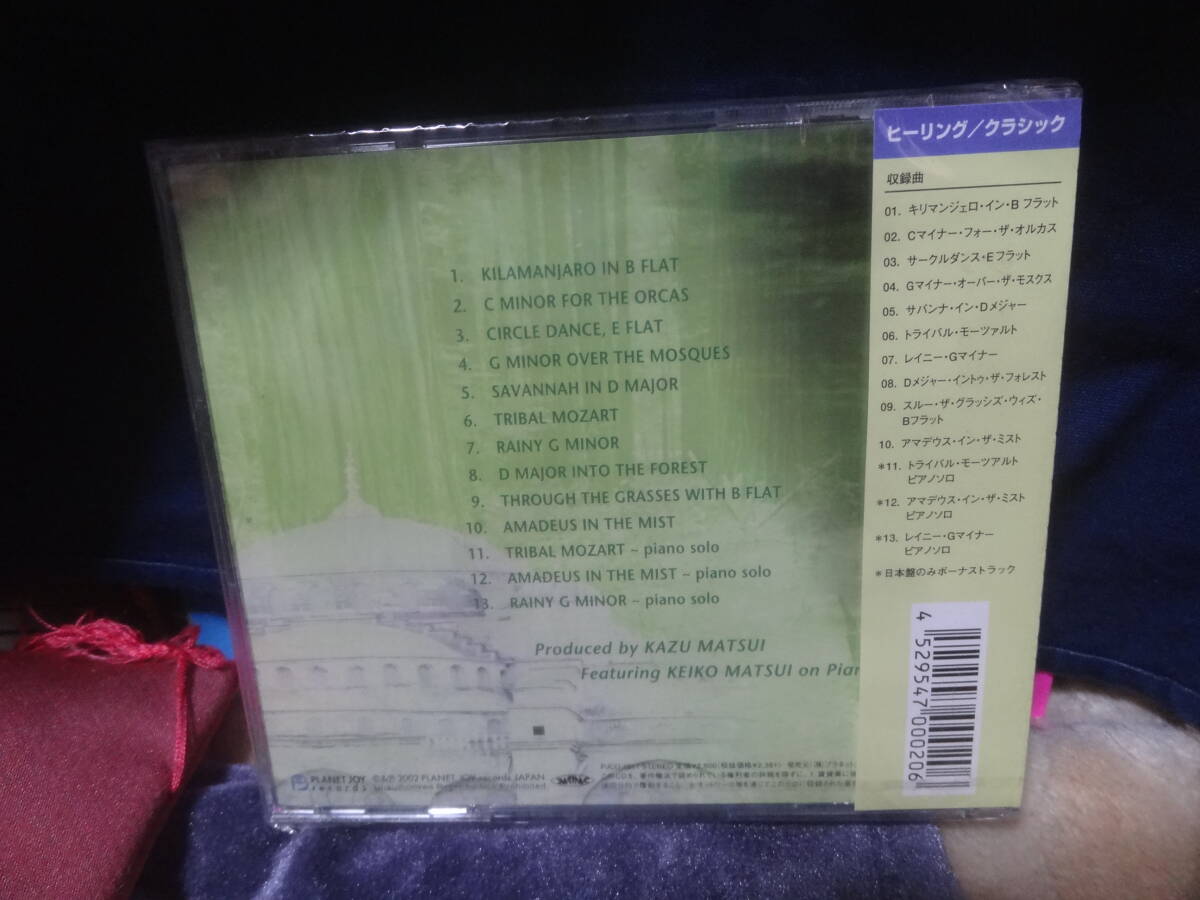 1. KILAMANJARO IN B FLAT
2. C MINOR FOR THE ORCAS
3. CIRCLE DANCE, E FLAT
4. G MINOR OVER THE MOSQUES
5. SAVANNAH IN D MAJOR
6. TRIBAL MOZART
7. RAINY G MINOR
8. D MAJOR INTO THE FOREST
9. THROUGH THE GRASSES WITH B FLAT
10. AMADEUS IN THE MIST
11. TRIBAL MOZART ~ piano solo
12. AMADEUS IN THE MIST ~ piano solo
13. RAINY G MINOR ~ piano solo
Produced by KAZU MATSUI
Featuring KEIKO MATSUI on Pian
PLANET JOY
records
2002 PLANET JOY records JAPAN
ヒーリング／クラシック
収録曲
01. キリマンジェロ・イン・B フラット
02. Cマイナー・フォー・ザ・オルカス
03. サークルダンス・Eフラット
04. Gマイナー・オーバー・ザ・モスクス
05. サバンナ・イン・Dメジャー
06. トライバル・モーツァルト
07. レイニー・Gマイナー
08. Dメジャー・イントゥ・ザ・フォレスト
09. スルー・ザ・グラッシズ・ウィズ・
Bフラット
10. アマデウス・イン・ザ・ミスト
*11. トライバル・モーツアルト
ピアノソロ
*12. アマデウス・イン・ザ・ミスト
ピアノソロ
*13. レイニー・Gマイナー
ピアノソロ
*日本盤のみボーナストラック
4 529547 000206